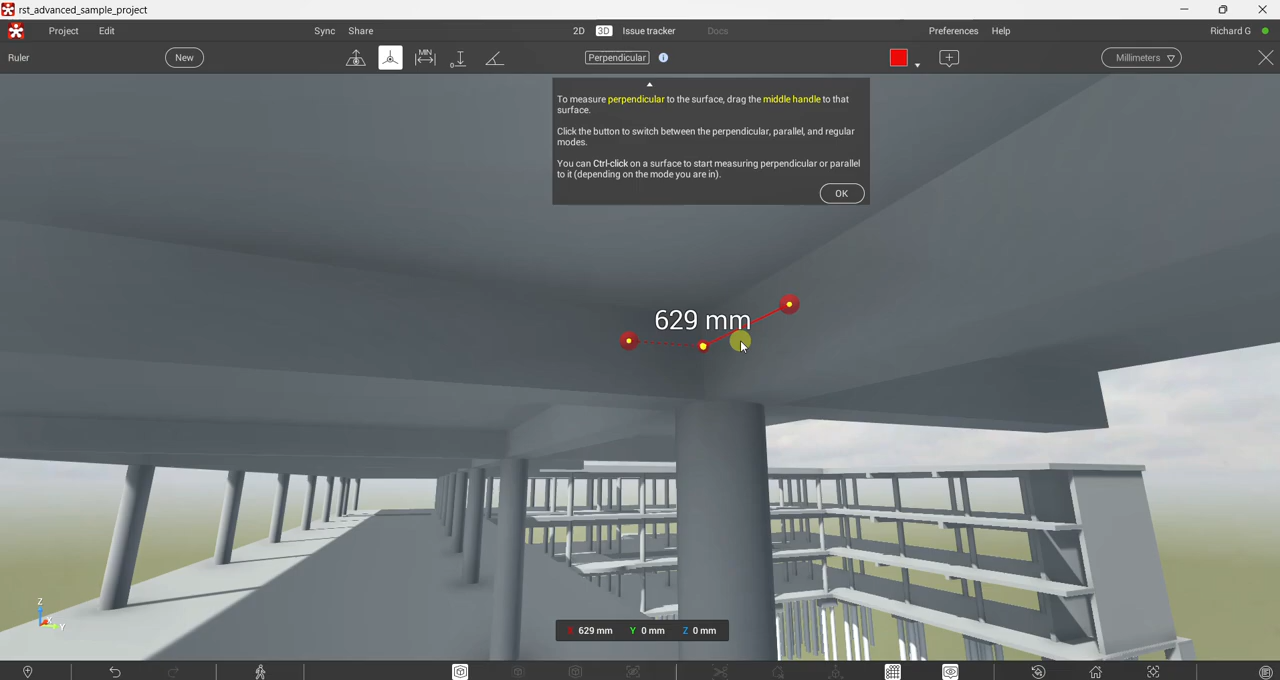 rst_advanced_sample_project
Project Edit Sync Share 2D 3D Issue tracker Docs Preferences Help Richard G
Ruler New MIN 0 Perpendicular i Millimeters
To measure perpendicular to the surface, drag the middle handle to that
surface.
Click the button to switch between the perpendicular, parallel, and regular
modes.
You can Ctrl-click on a surface to start measuring perpendicular or parallel
to it (depending on the mode you are in).
OK
629 mm
Z
X
Y
X 629 mm Y 0 mm Z 0 mm